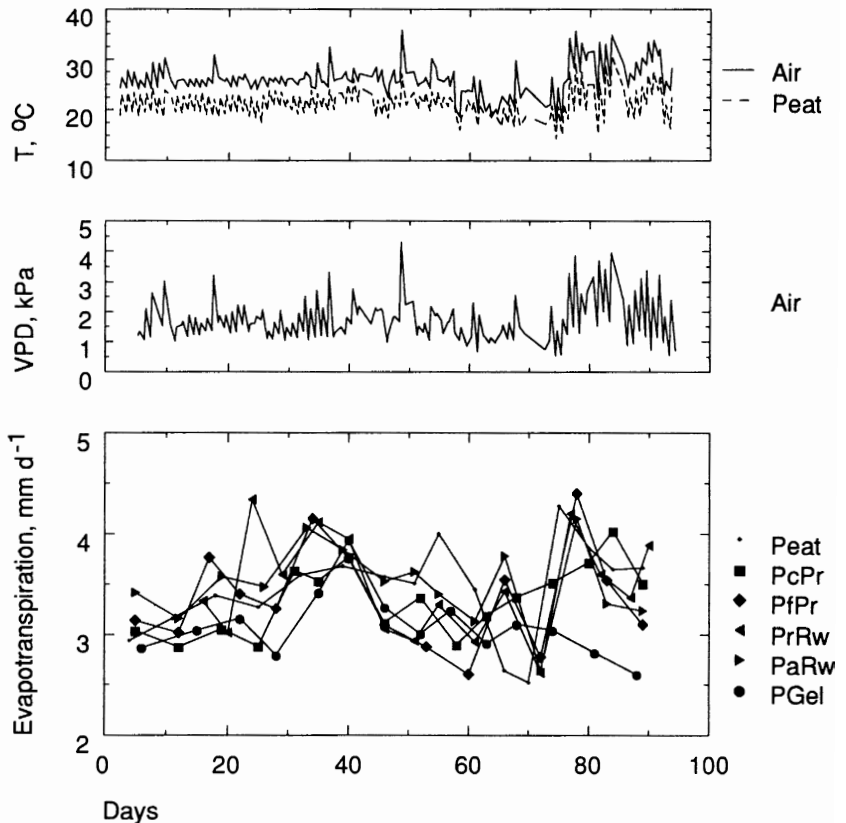 40
30
20
10
T, ºC
Air
Peat
5
4
3
2
1
0
VPD, kPa
Air
5
4
3
2
Evapotranspiration, mm d-1
0 20 40 60 80 100
Days
Peat
PcPr
PfPr
PrRw
PaRw
PGel